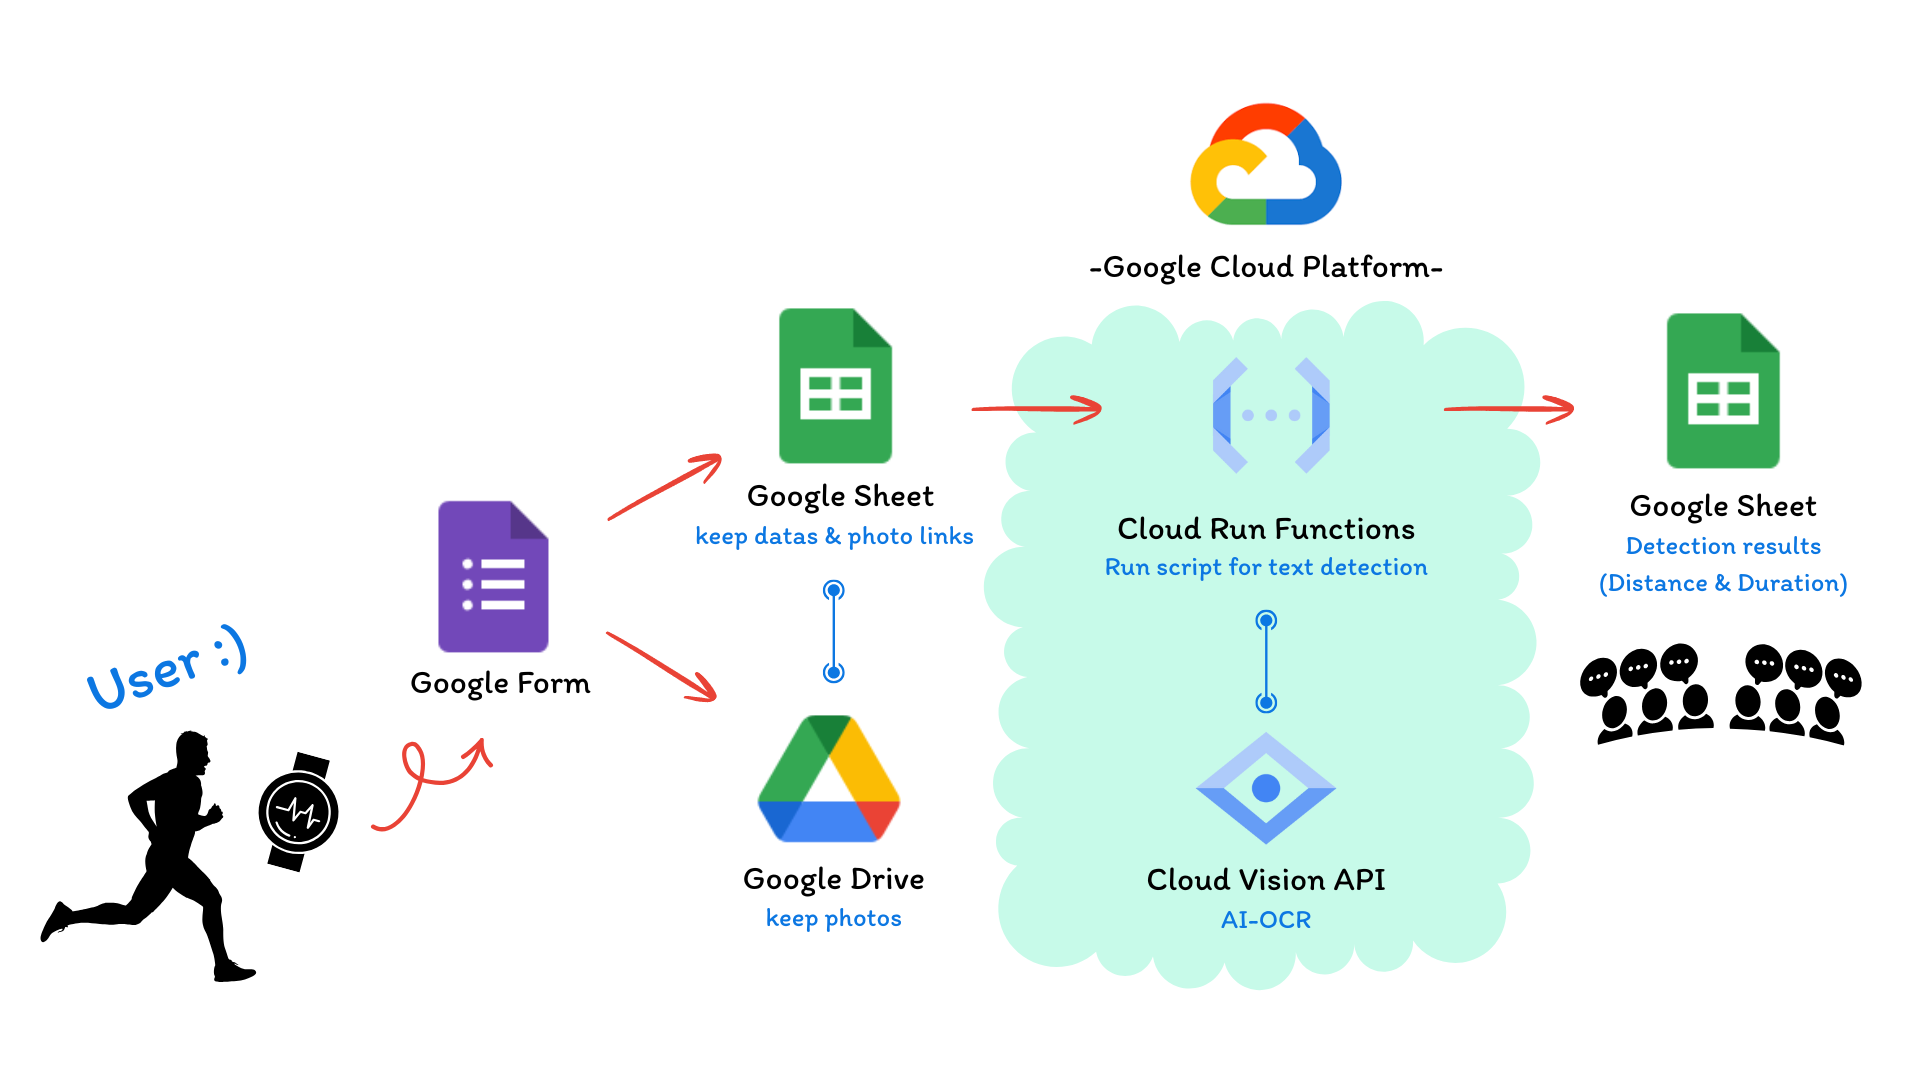 -Google Cloud Platform-
Google Sheet
keep datas & photo links
Cloud Run Functions
Run script for text detection
Google Sheet
Detection results
(Distance & Duration)
User :)
Google Form
Google Drive
keep photos
Cloud Vision API
AI-OCR